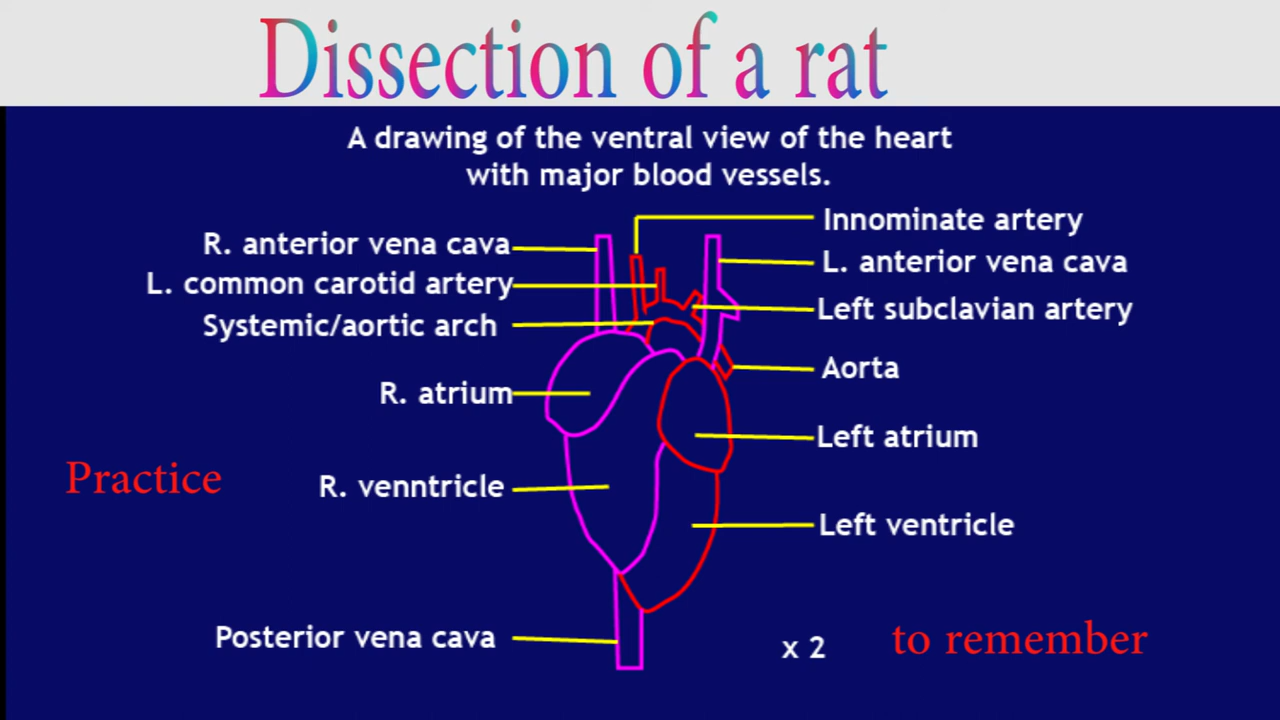 Dissection of a rat
A drawing of the ventral view of the heart
with major blood vessels.
Innominate artery
R. anterior vena cava
L. anterior vena cava
L. common carotid artery
Left subclavian artery
Systemic/aortic arch
Aorta
R. atrium
Left atrium
Practice
R. venntricle
Left ventricle
Posterior vena cava
x 2
to remember